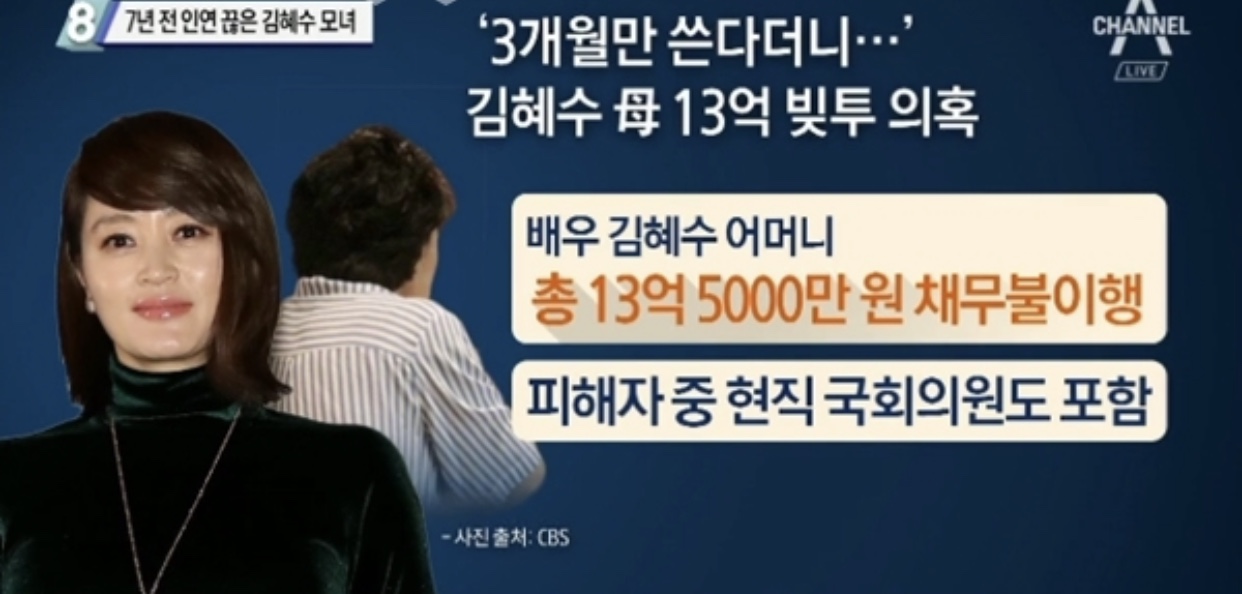 8 7년 전 인연 끊은 김혜수 모녀
CHANNEL A
LIVE
‘3개월만 쓴다더니…’
김혜수 母 13억 빚투 의혹
배우 김혜수 어머니
총 13억 5000만 원 채무불이행
피해자 중 현직 국회의원도 포함
- 사진 출처: CBS